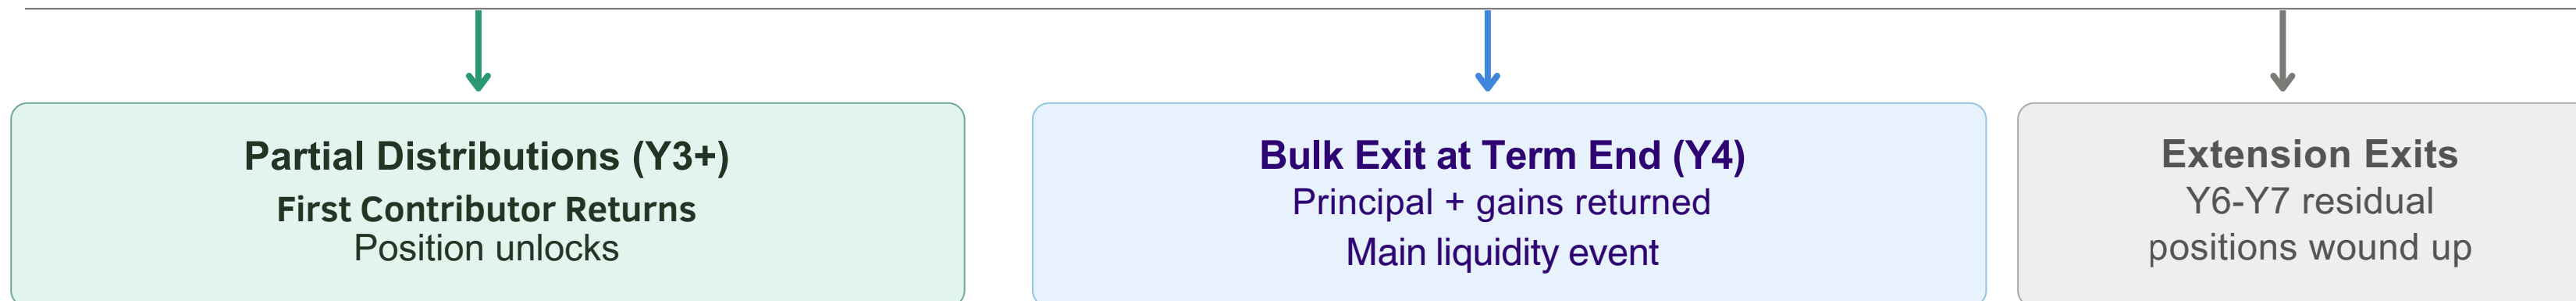 Partial Distributions (Y3+)
First Contributor Returns
Position unlocks
Bulk Exit at Term End (Y4)
Principal + gains returned
Main liquidity event
Extension Exits
Y6-Y7 residual
positions wound up